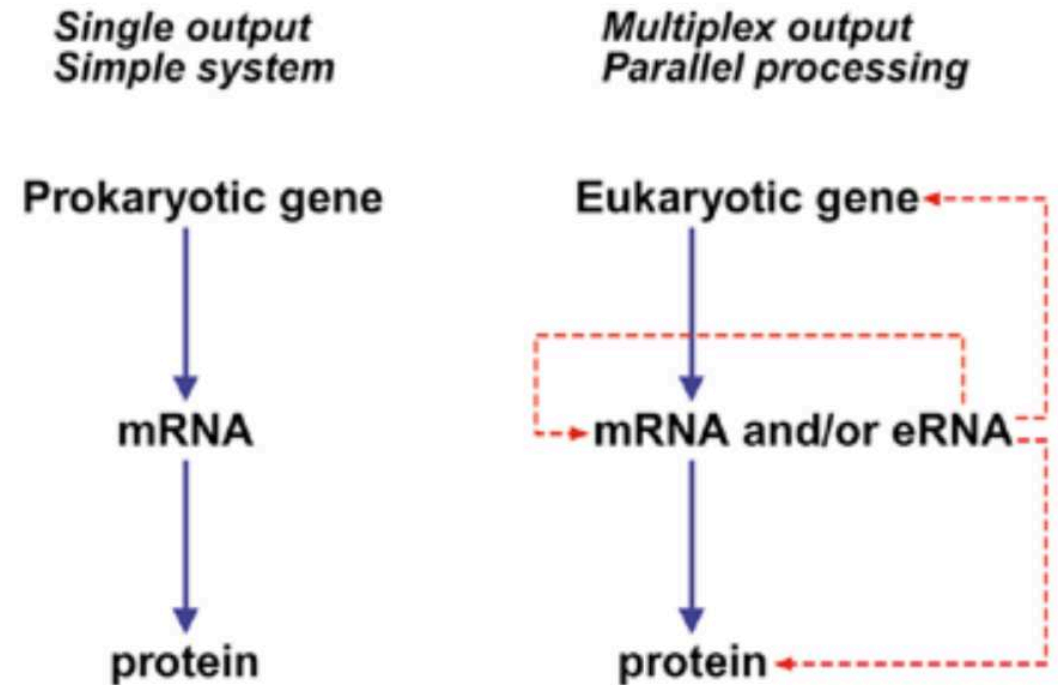 Single output
Simple system
Prokaryotic gene
mRNA
protein
Multiplex output
Parallel processing
Eukaryotic gene
mRNA and/or eRNA
protein